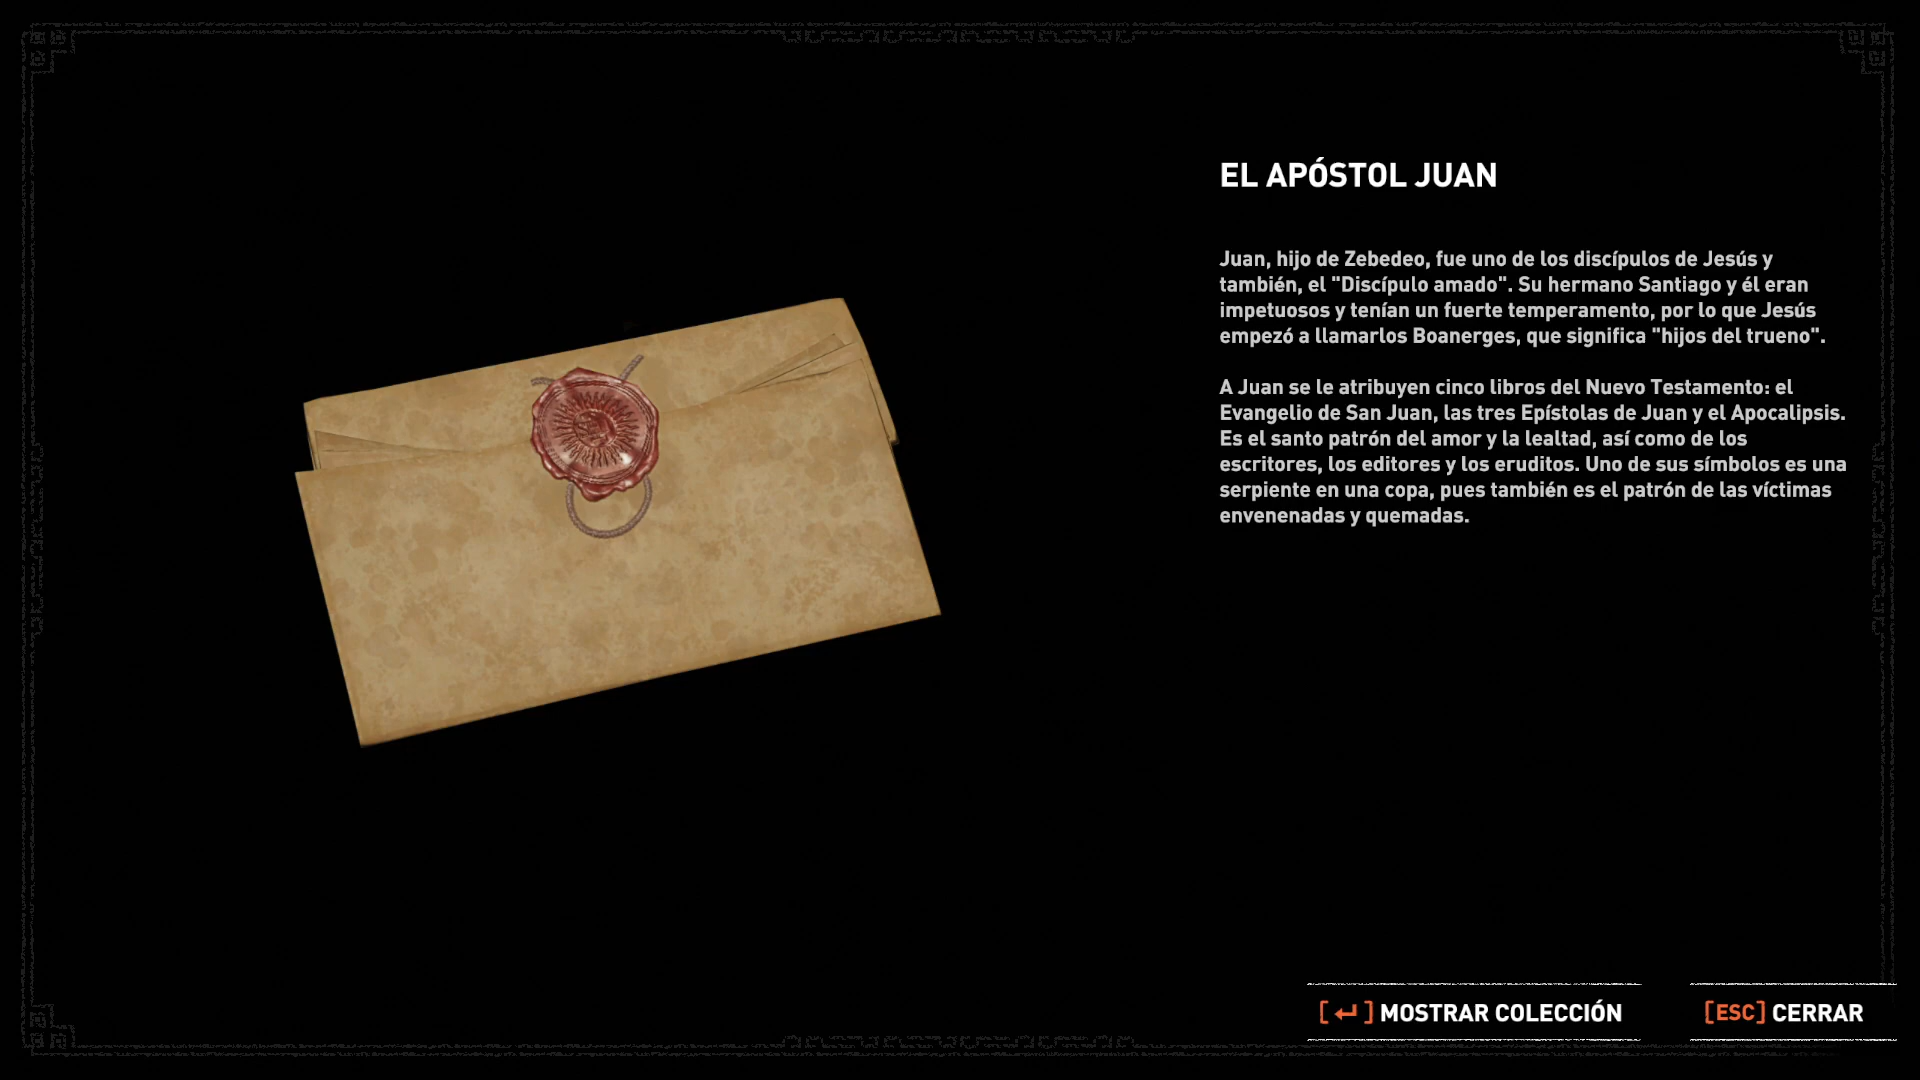 EL APÓSTOL JUAN
Juan, hijo de Zebedeo, fue uno de los discípulos de Jesús y
también, el "Discípulo amado". Su hermano Santiago y él eran
impetuosos y tenían un fuerte temperamento, por lo que Jesús
empezó a llamarlos Boanerges, que significa "hijos del trueno".
A Juan se le atribuyen cinco libros del Nuevo Testamento: el
Evangelio de San Juan, las tres Epístolas de Juan y el Apocalipsis.
Es el santo patrón del amor y la lealtad, así como de los
escritores, los editores y los eruditos. Uno de sus símbolos es una
serpiente en una copa, pues también es el patrón de las víctimas
envenenadas y quemadas.
[↵] MOSTRAR COLECCIÓN
[ESC] CERRAR